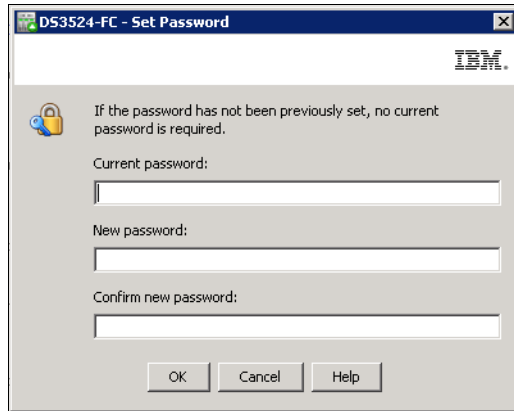 DS3524-FC - Set Password
IBM.
If the password has not been previously set, no current
password is required.
Current password:
New password:
Confirm new password:
OK Cancel Help